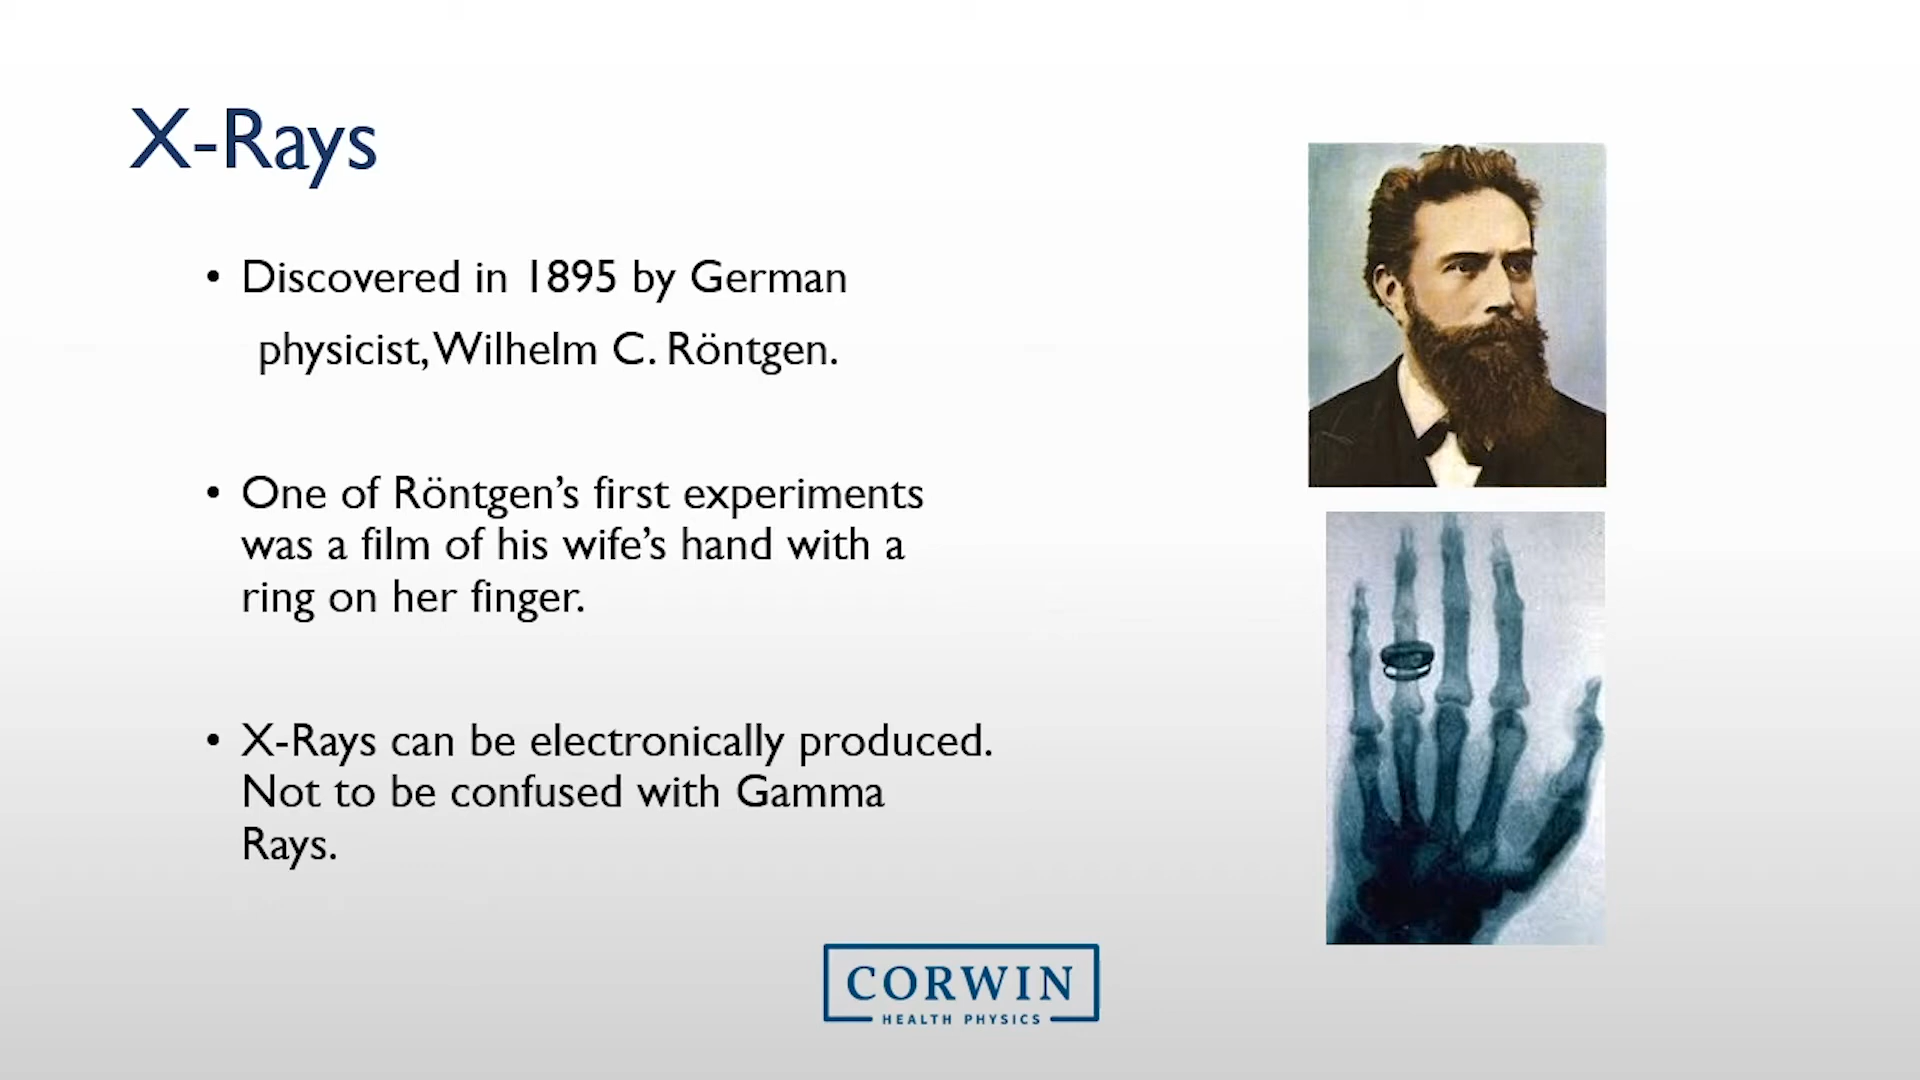 X-Rays
• Discovered in 1895 by German
physicist, Wilhelm C. Röntgen.
• One of Röntgen’s first experiments
was a film of his wife’s hand with a
ring on her finger.
• X-Rays can be electronically produced.
Not to be confused with Gamma
Rays.
CORWIN
HEALTH PHYSICS